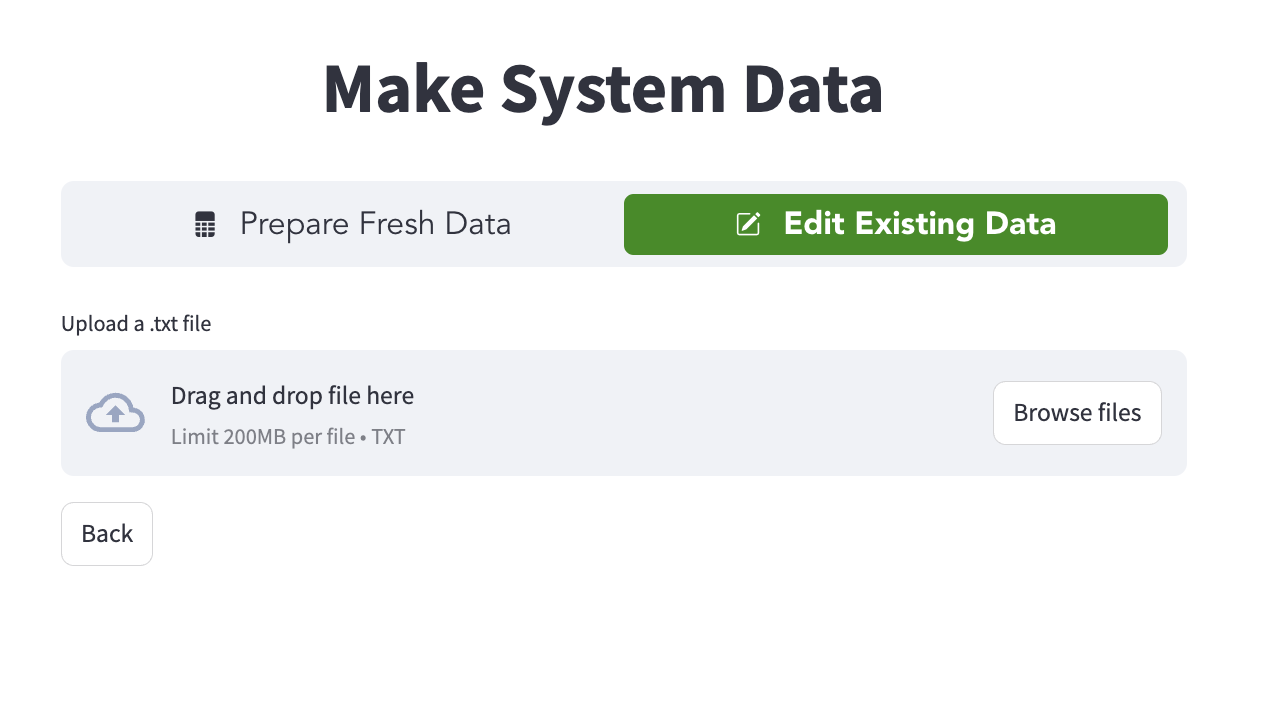 Make System Data
Prepare Fresh Data
Edit Existing Data
Upload a .txt file
Drag and drop file here
Limit 200MB per file • TXT
Browse files
Back